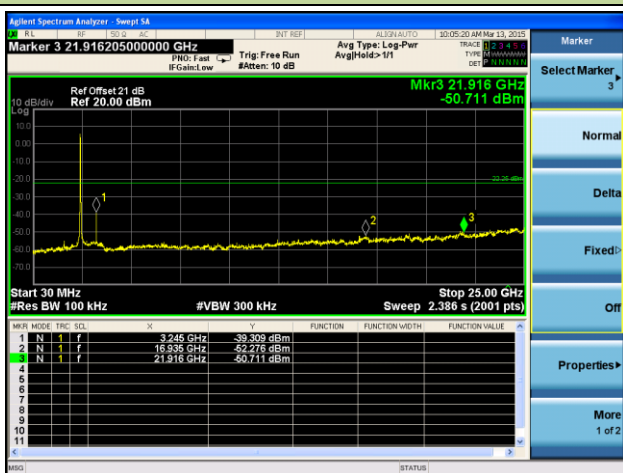 Agilent Spectrum Analyzer - Swept SA
RL RF 50 Ω AC INT REF ALIGN AUTO 10:05:20 AM Mar 13, 2015
Marker 3 21.916205000000 GHz
PNO: Fast
IFGain:Low
Trig: Free Run
#Atten: 10 dB
Avg Type: Log-Pwr
Avg|Hold:>1/1
TRACE 1 2 3 4 5 6
TYPE
DET P N N N N N
Ref Offset 21 dB
10 dB/div Ref 20.00 dBm
Log
Mkr3 21.916 GHz
-50.711 dBm
10.0
0.00
-10.0
-20.0
-22.25 dBm
-30.0
-40.0
-50.0
-60.0
-70.0
1
2
3
Start 30 MHz Stop 25.00 GHz
#Res BW 100 kHz #VBW 300 kHz Sweep 2.386 s (2001 pts)
MKR MODE TRC SCL X Y FUNCTION FUNCTION WIDTH FUNCTION VALUE
1 N 1 f 3.245 GHz -39.309 dBm
2 N 1 f 16.935 GHz -52.276 dBm
3 N 1 f 21.916 GHz -50.711 dBm
4
5
6
7
8
9
10
11
MSG STATUS
Marker
Select Marker
3
Normal
Delta
Fixed
Off
Properties
More
1 of 2